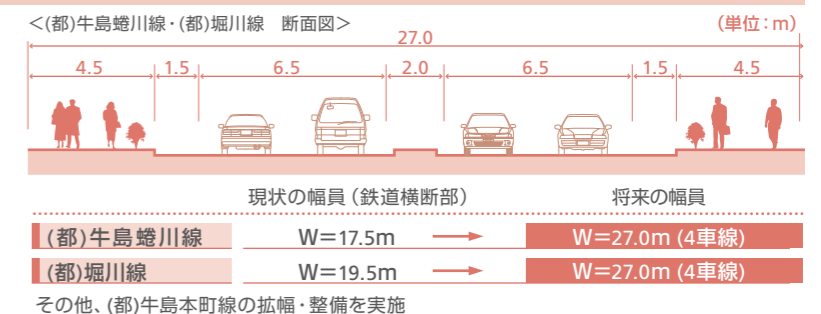 ＜(都)牛島蜷川線・(都)堀川線　断面図＞
（単位：m）
27.0
4.5 1.5 6.5 2.0 6.5 1.5 4.5
現状の幅員（鉄道横断部） 将来の幅員
(都)牛島蜷川線 W＝17.5m → W＝27.0m (4車線)
(都)堀川線 W＝19.5m → W＝27.0m (4車線)
その他、(都)牛島本町線の拡幅・整備を実施